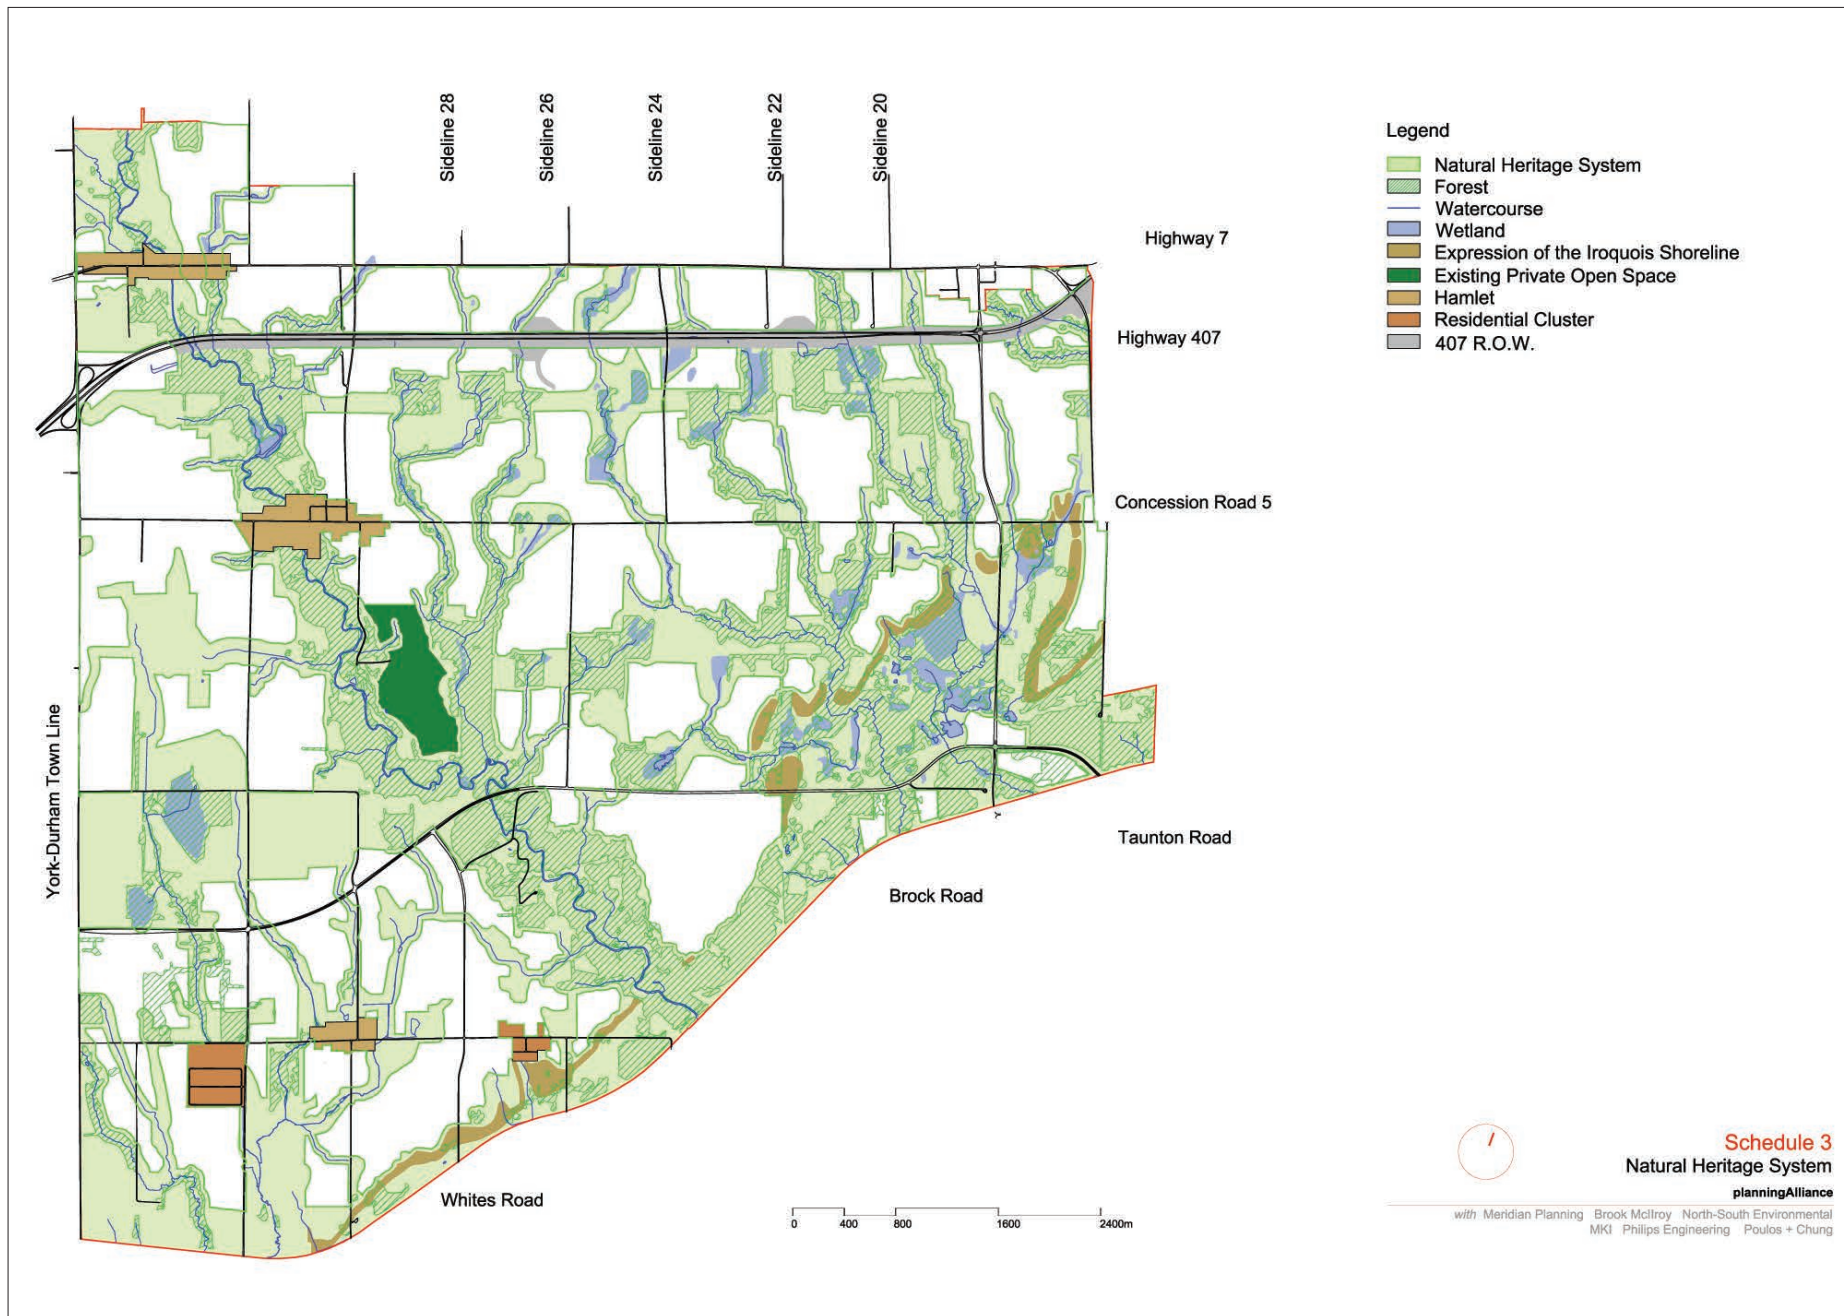 Sideline 28
Sideline 26
Sideline 24
Sideline 22
Sideline 20
Highway 7
Highway 407
Concession Road 5
York-Durham Town Line
Taunton Road
Brock Road
Whites Road
Legend
Natural Heritage System
Forest
Watercourse
Wetland
Expression of the Iroquois Shoreline
Existing Private Open Space
Hamlet
Residential Cluster
407 R.O.W.
0 400 800 1600 2400m
Schedule 3
Natural Heritage System
planningAlliance
with Meridian Planning Brook McIlroy North-South Environmental
MKI Philips Engineering Poulos + Chung